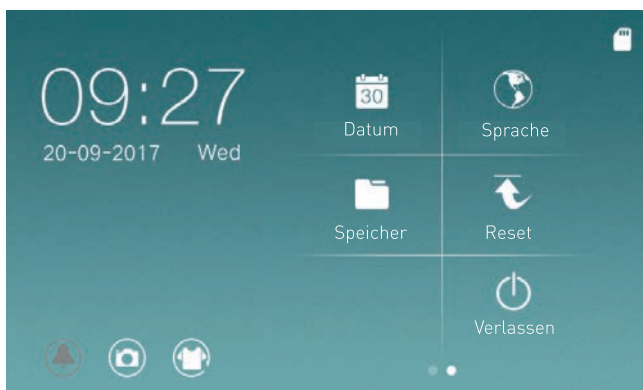 09:27
20-09-2017 Wed
30
Datum
Sprache
Speicher
Reset
Verlassen